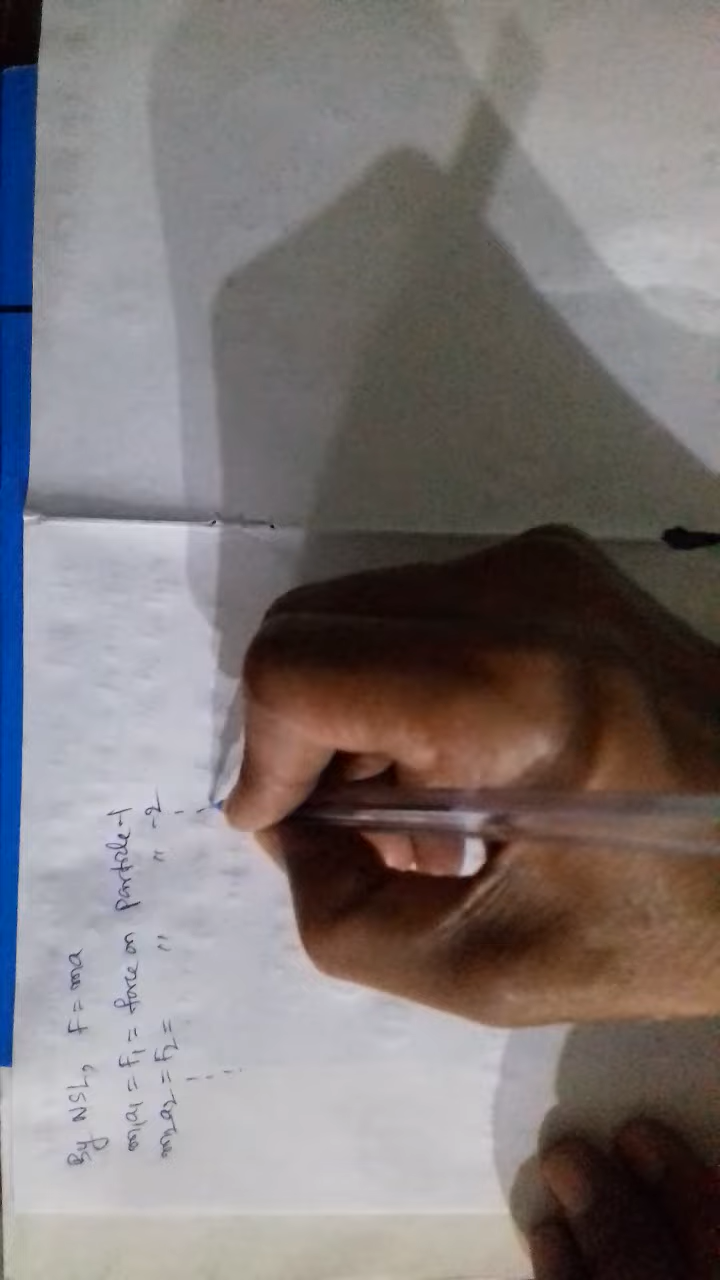 By NSL, F = ma
m₁a₁ = F₁ = force on particle-1
m₂a₂ = F₂ = " " -2